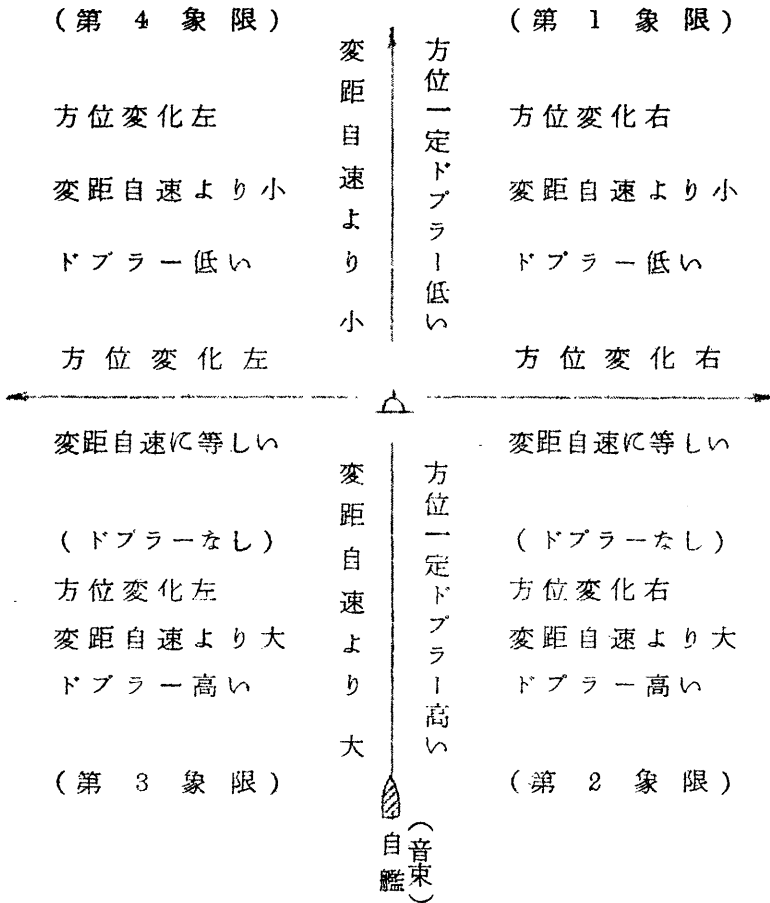 (第4象限)
方位変化左
変距自速より小
ドプラー低い
変距自速より小
方位一定ドプラー低い
(第1象限)
方位変化右
変距自速より小
ドプラー低い
方位変化左
変距自速に等しい
(ドプラーなし)
方位変化右
変距自速に等しい
(ドプラーなし)
方位変化左
変距自速より大
ドプラー高い
(第3象限)
変距自速より大
方位一定ドプラー高い
方位変化右
変距自速より大
ドプラー高い
(第2象限)
自艦
(音束)